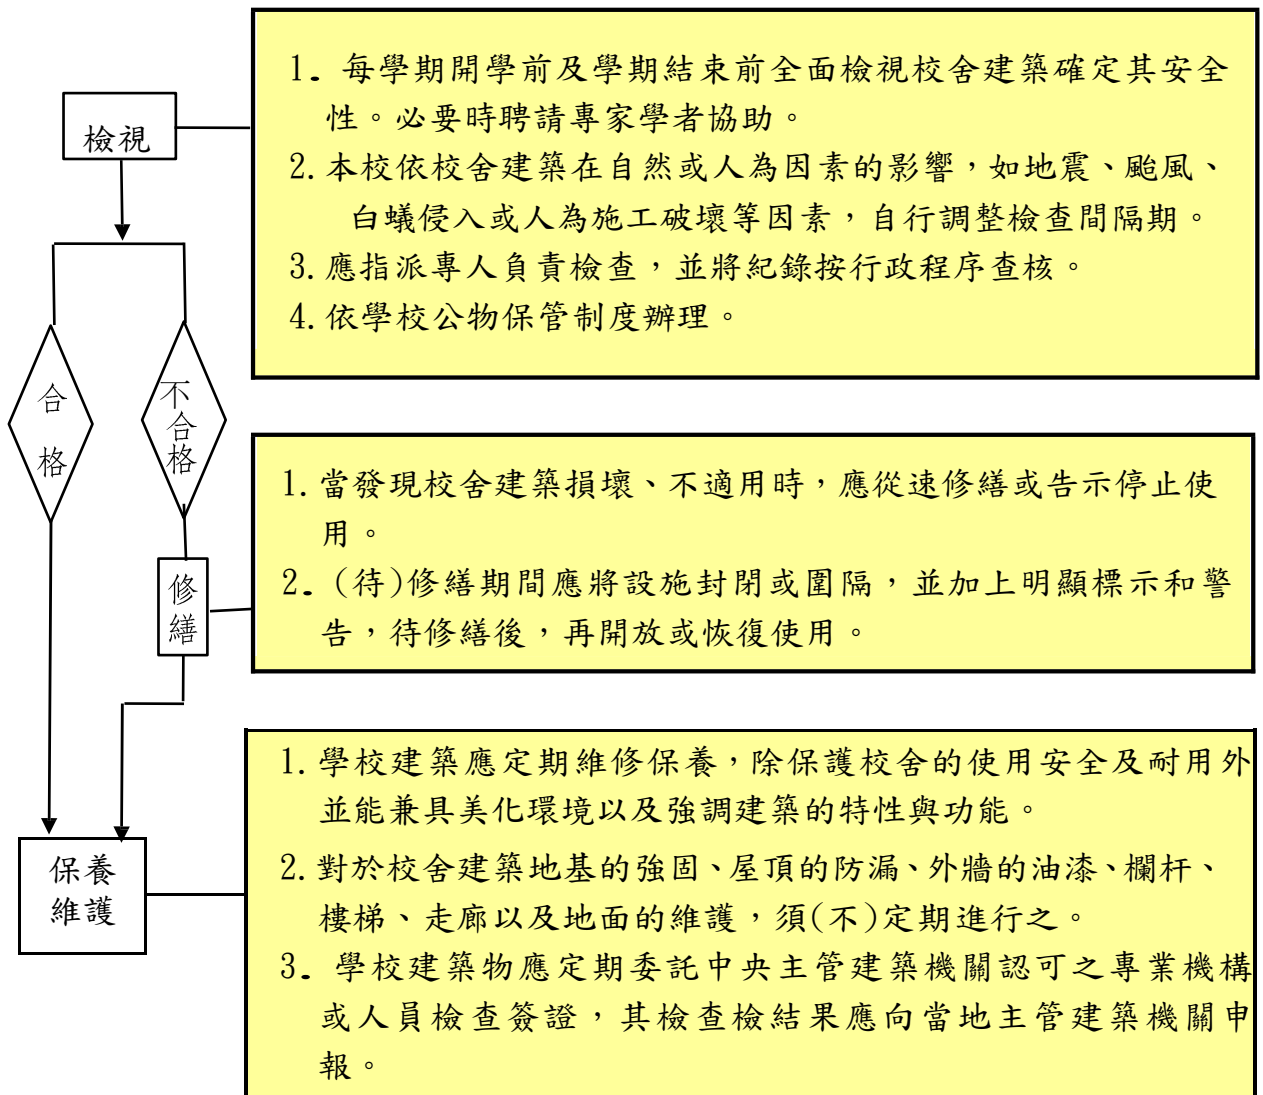 檢視
1. 每學期開學前及學期結束前全面檢視校舍建築確定其安全
性。必要時聘請專家學者協助。
2.本校依校舍建築在自然或人為因素的影響，如地震、颱風、
白蟻侵入或人為施工破壞等因素，自行調整檢查間隔期。
3.應指派專人負責檢查，並將紀錄按行政程序查核。
4.依學校公物保管制度辦理。
合
格
不
合
格
修
繕
1.當發現校舍建築損壞、不適用時，應從速修繕或告示停止使
用。
2. (待)修繕期間應將設施封閉或圍隔，並加上明顯標示和警
告，待修繕後，再開放或恢復使用。
保養
維護
1.學校建築應定期維修保養，除保護校舍的使用安全及耐用外
並能兼具美化環境以及強調建築的特性與功能。
2.對於校舍建築地基的強固、屋頂的防漏、外牆的油漆、欄杆、
樓梯、走廊以及地面的維護，須(不)定期進行之。
3. 學校建築物應定期委託中央主管建築機關認可之專業機構
或人員檢查簽證，其檢查檢結果應向當地主管建築機關申
報。